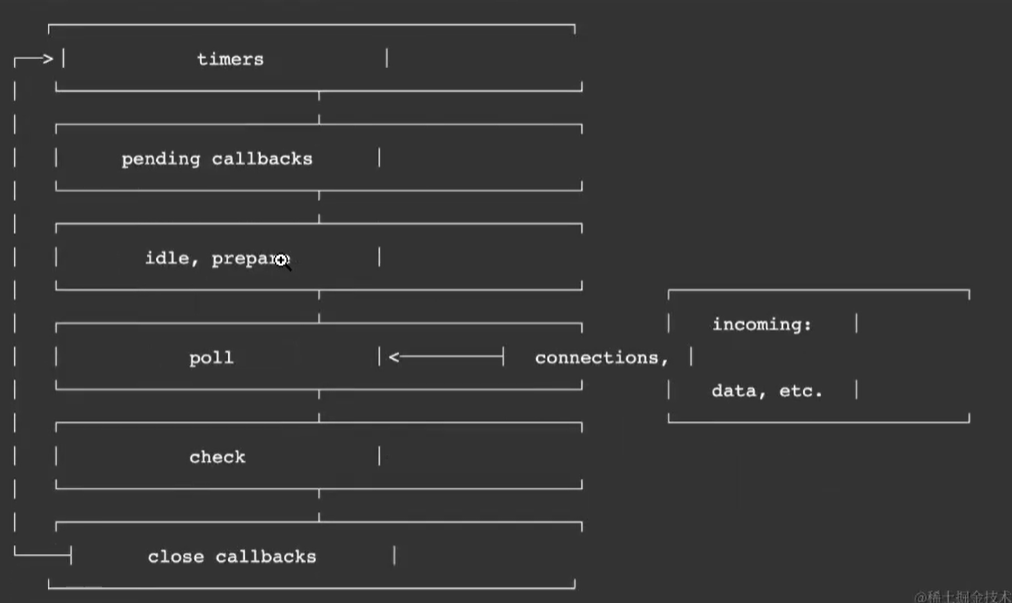 timers
pending callbacks
idle, prepare
incoming:
poll
connections,
data, etc.
check
close callbacks
@稀土掘金技术